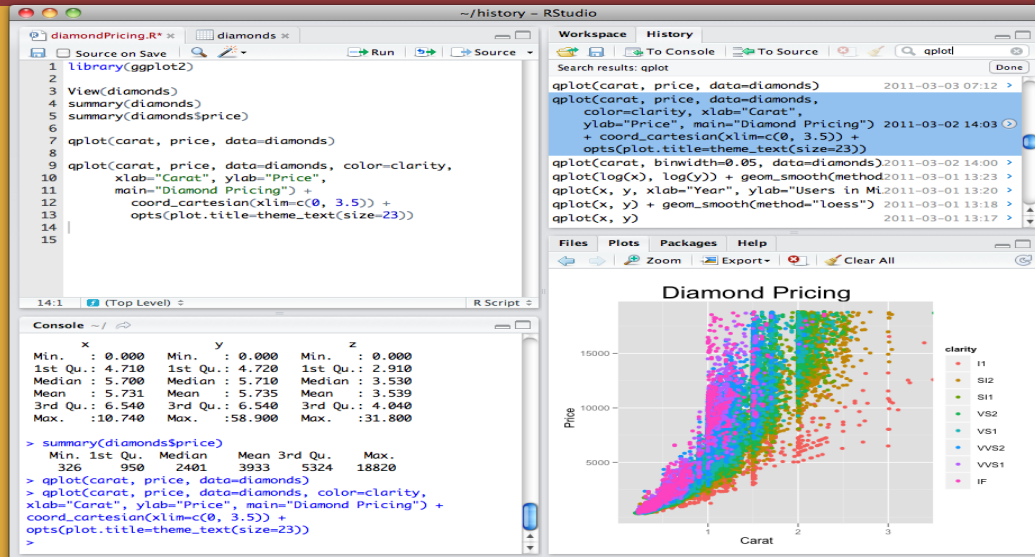 ~/history - RStudio
diamondPricing.R* ×
diamonds ×
Source on Save
Run
Source
1 library(ggplot2)
2
3 View(diamonds)
4 summary(diamonds)
5 summary(diamonds$price)
6
7 qplot(carat, price, data=diamonds)
8
9 qplot(carat, price, data=diamonds, color=clarity,
10 xlab="Carat", ylab="Price",
11 main="Diamond Pricing") +
12 coord_cartesian(xlim=c(0, 3.5)) +
13 opts(plot.title=theme_text(size=23))
14
15
14:1 (Top Level)
R Script
Console ~/
x y z
Min. : 0.000 Min. : 0.000 Min. : 0.000
1st Qu.: 4.710 1st Qu.: 4.720 1st Qu.: 2.910
Median : 5.700 Median : 5.710 Median : 3.530
Mean : 5.731 Mean : 5.735 Mean : 3.539
3rd Qu.: 6.540 3rd Qu.: 6.540 3rd Qu.: 4.040
Max. :10.740 Max. :58.900 Max. :31.800
> summary(diamonds$price)
Min. 1st Qu. Median Mean 3rd Qu. Max.
326 950 2401 3933 5324 18820
> qplot(carat, price, data=diamonds)
> qplot(carat, price, data=diamonds, color=clarity,
xlab="Carat", ylab="Price", main="Diamond Pricing") +
coord_cartesian(xlim=c(0, 3.5)) +
opts(plot.title=theme_text(size=23))
>
Workspace History
To Console To Source qplot
Search results: qplot Done
qplot(carat, price, data=diamonds) 2011-03-03 07:12 >
qplot(carat, price, data=diamonds,
color=clarity, xlab="Carat",
ylab="Price", main="Diamond Pricing") 2011-03-02 14:03
+ coord_cartesian(xlim=c(0, 3.5)) +
opts(plot.title=theme_text(size=23))
qplot(carat, binwidth=0.05, data=diamonds) 2011-03-02 14:00 >
qplot(log(x), log(y)) + geom_smooth(method 2011-03-01 13:23 >
qplot(x, y, xlab="Year", ylab="Users in Mi 2011-03-01 13:20 >
qplot(x, y) + geom_smooth(method="loess") 2011-03-01 13:18 >
qplot(x, y) 2011-03-01 13:17 >
Files Plots Packages Help
Zoom Export Clear All
Diamond Pricing
Price
15000
10000
5000
1 2 3
Carat
clarity
I1
SI2
SI1
VS2
VS1
VVS2
VVS1
IF